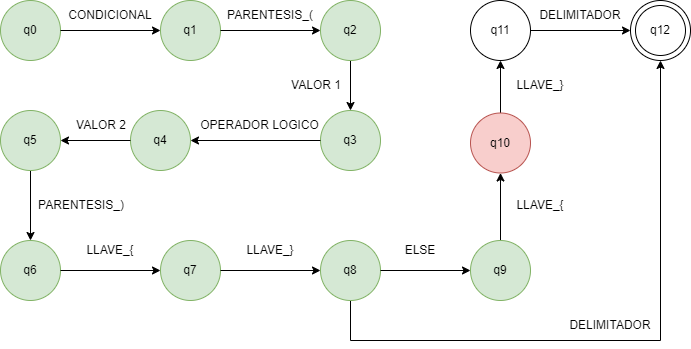 q0
CONDICIONAL
q1
PARENTESIS_(
q2
q11
DELIMITADOR
q12
VALOR 1
LLAVE_}
q5
VALOR 2
q4
OPERADOR LOGICO
q3
q10
PARENTESIS_)
LLAVE_{
q6
LLAVE_{
q7
LLAVE_}
q8
ELSE
q9
DELIMITADOR